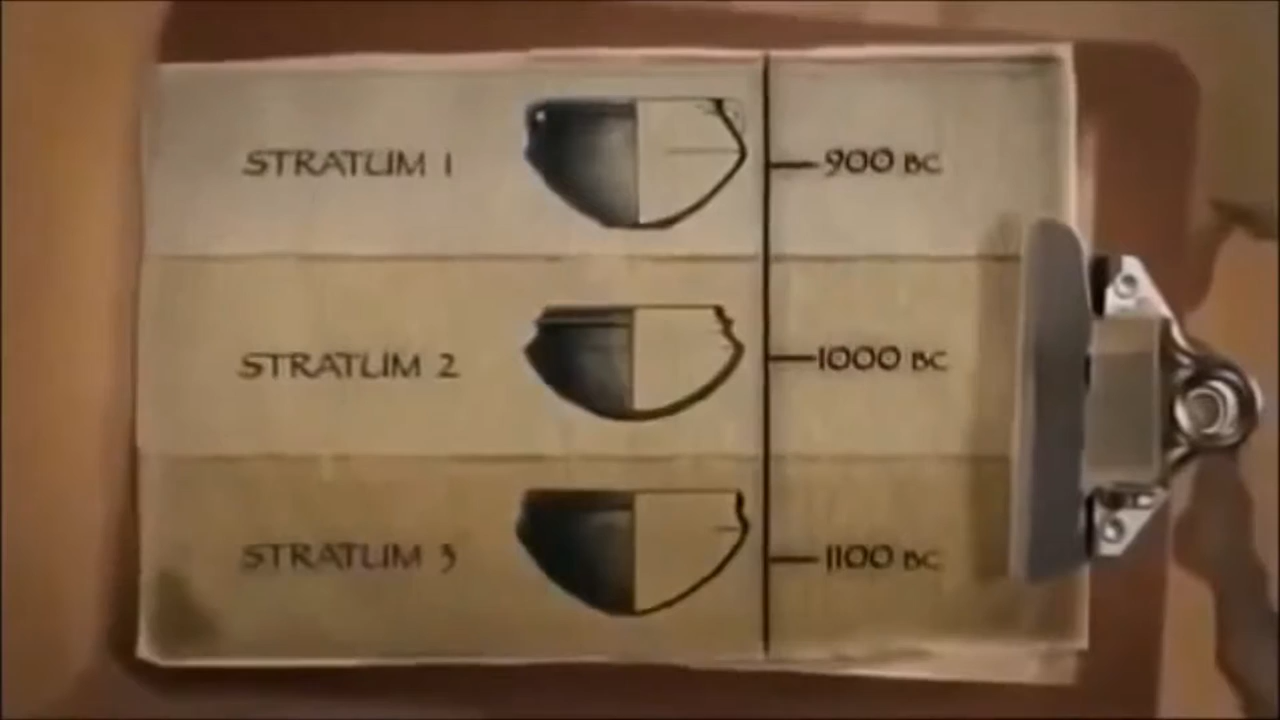 STRATUM 1
900 BC
STRATUM 2
1000 BC
STRATUM 3
1100 BC